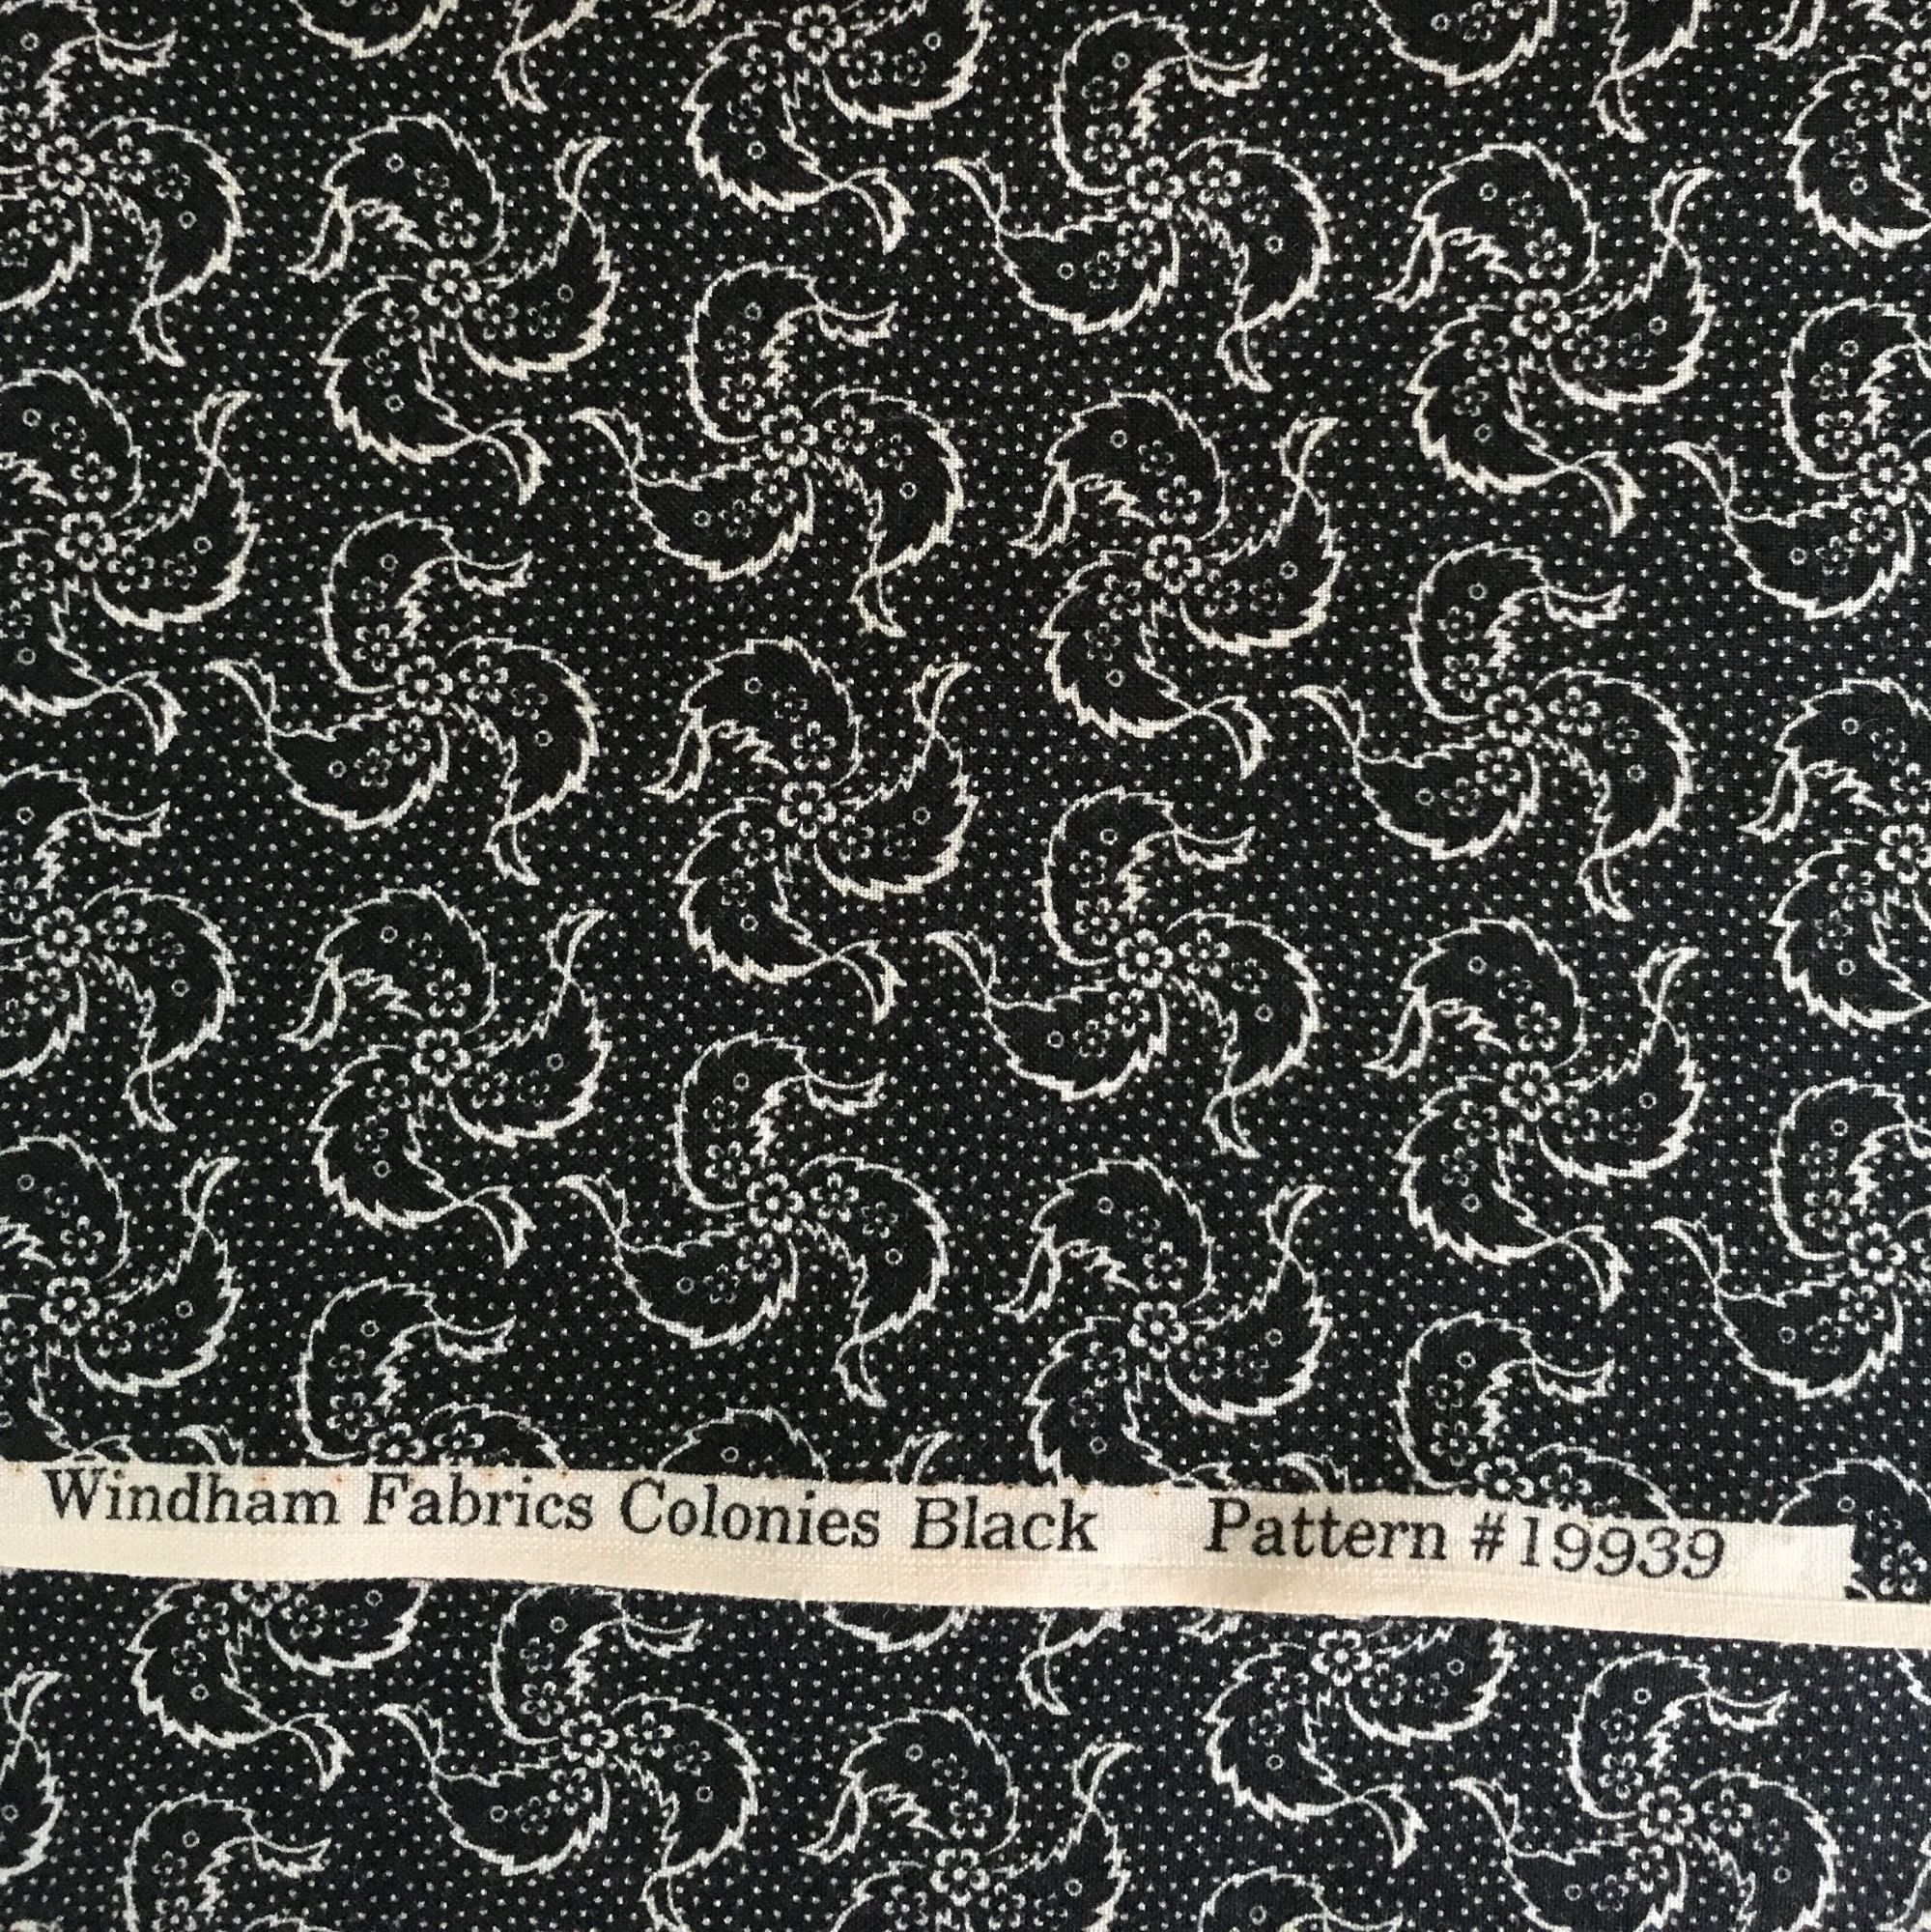 Windham Fabrics Colonies Black Pattern #19939